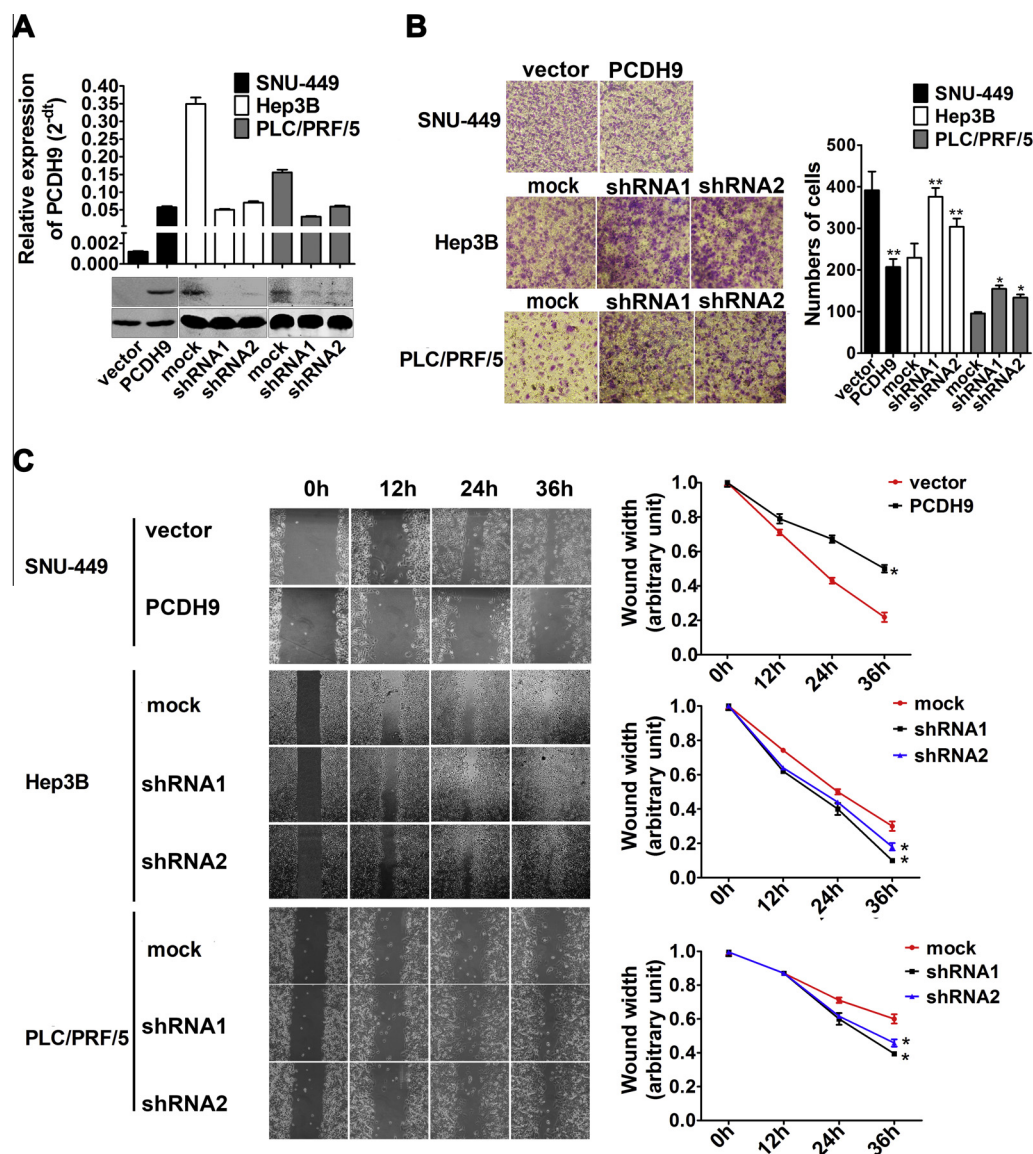 A
SNU-449
Hep3B
PLC/PRF/5
Relative expression
of PCDH9 (2-dt)
0.40
0.35
0.30
0.25
0.20
0.15
0.10
0.05
0.002
0.000
vector
PCDH9
mock
shRNA1
shRNA2
mock
shRNA1
shRNA2
B
vector PCDH9
SNU-449
mock shRNA1 shRNA2
Hep3B
mock shRNA1 shRNA2
PLC/PRF/5
SNU-449
Hep3B
PLC/PRF/5
Numbers of cells
500
400
300
200
100
0
**
**
**
*
*
vector
PCDH9
mock
shRNA1
shRNA2
mock
shRNA1
shRNA2
C
0h 12h 24h 36h
SNU-449
vector
PCDH9
Hep3B
mock
shRNA1
shRNA2
PLC/PRF/5
mock
shRNA1
shRNA2
Wound width
(arbitrary unit)
1.0
0.8
0.6
0.4
0.2
0.0
0h 12h 24h 36h
vector
PCDH9
*
Wound width
(arbitrary unit)
1.0
0.8
0.6
0.4
0.2
0.0
0h 12h 24h 36h
mock
shRNA1
shRNA2
*
*
Wound width
(arbitrary unit)
1.0
0.8
0.6
0.4
0.2
0.0
0h 12h 24h 36h
mock
shRNA1
shRNA2
*
*